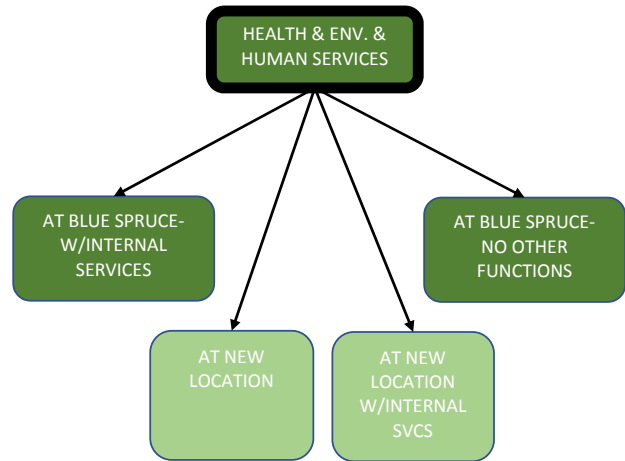 HEALTH & ENV. &
HUMAN SERVICES
AT BLUE SPRUCE-
W/INTERNAL
SERVICES
AT BLUE SPRUCE-
NO OTHER
FUNCTIONS
AT NEW
LOCATION
AT NEW
LOCATION
W/INTERNAL
SVCS